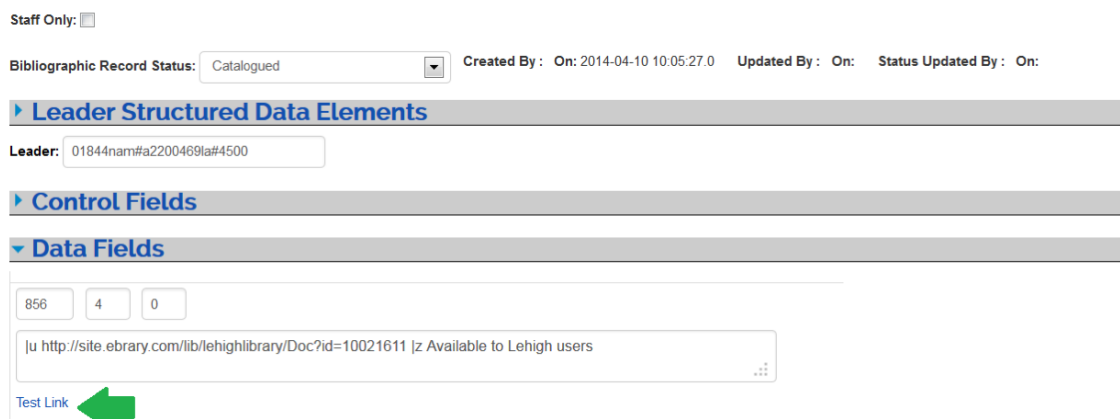 Staff Only:
Bibliographic Record Status: Catalogued Created By : On: 2014-04-10 10:05:27.0 Updated By : On: Status Updated By : On:
Leader Structured Data Elements
Leader: 01844nam#a2200469la#4500
Control Fields
Data Fields
856 4 0
|u http://site.ebrary.com/lib/lehighlibrary/Doc?id=10021611 |z Available to Lehigh users
Test Link